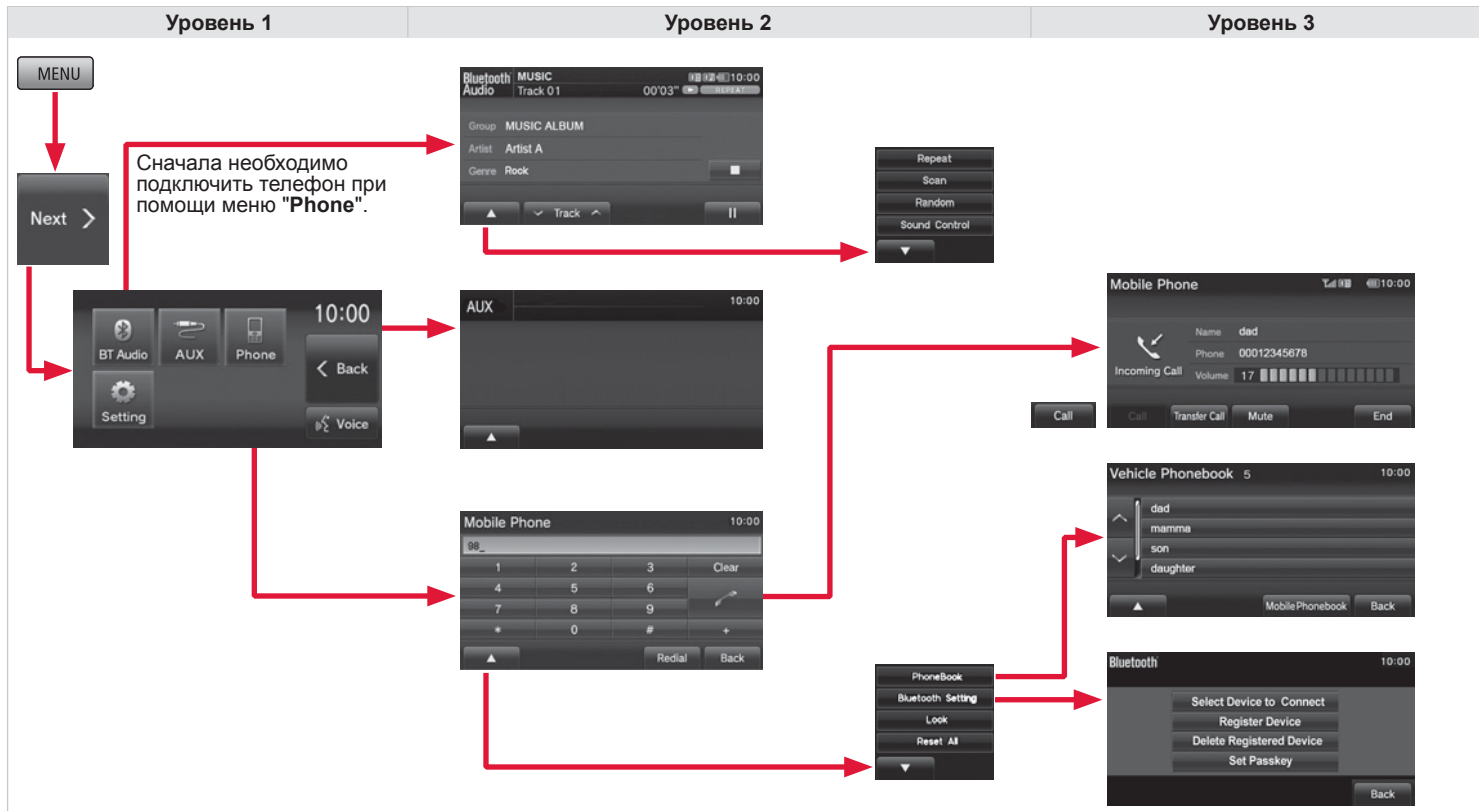 Уровень 1
Уровень 2
Уровень 3
MENU
Next
Сначала необходимо
подключить телефон при
помощи меню "Phone".
10:00
BT Audio
AUX
Phone
Back
Setting
Voice
Bluetooth Audio
MUSIC
10:00
Track 01
00'03"
REPEAT
Group MUSIC ALBUM
Artist Artist A
Genre Rock
Track
Repeat
Scan
Random
Sound Control
AUX
10:00
Mobile Phone
10:00
98_
1 2 3 Clear
4 5 6
7 8 9
* 0 # +
Redial Back
PhoneBook
Bluetooth Setting
Look
Reset All
Call
Mobile Phone
10:00
Name dad
Phone 00012345678
Incoming Call
Volume 17
Call Transfer Call Mute End
Vehicle Phonebook 5
10:00
dad
mamma
son
daughter
Mobile Phonebook Back
Bluetooth
10:00
Select Device to Connect
Register Device
Delete Registered Device
Set Passkey
Back